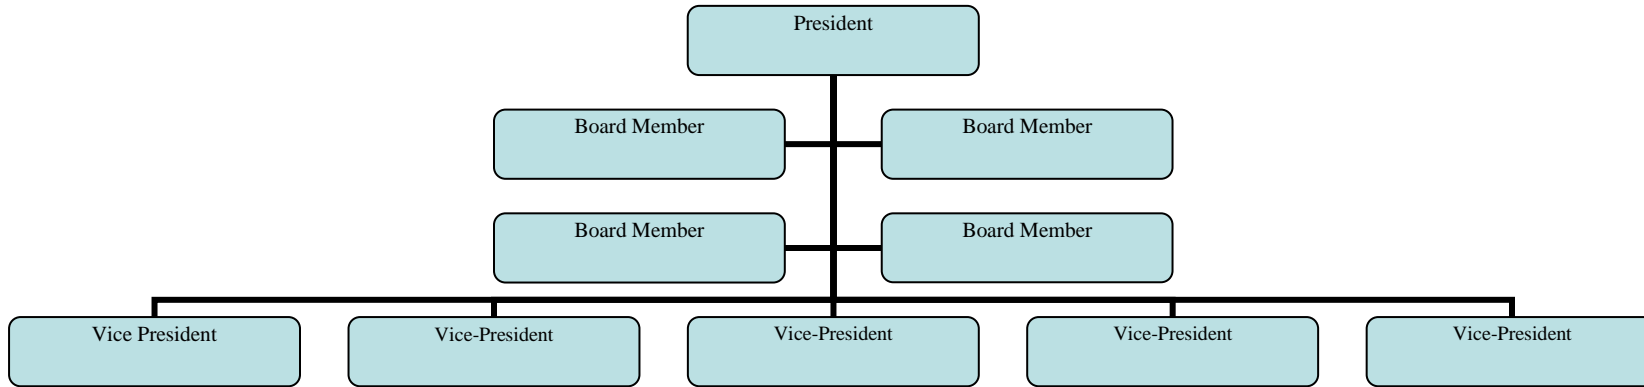 President
Board Member
Board Member
Board Member
Board Member
Vice President
Vice-President
Vice-President
Vice-President
Vice-President